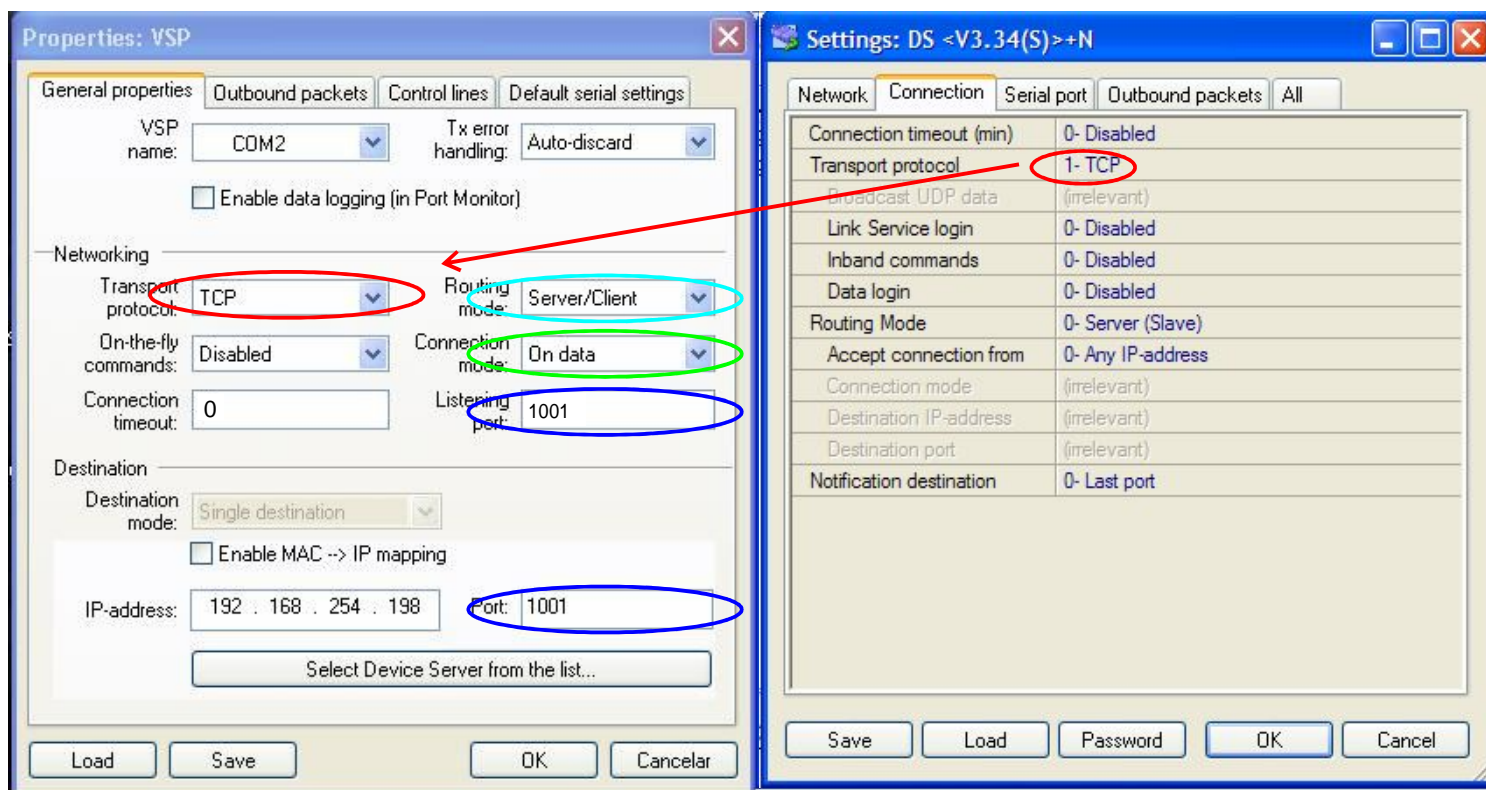 Properties: VSP
General properties Outbound packets Control lines Default serial settings
VSP name: COM2 Tx error handling: Auto-discard
Enable data logging (in Port Monitor)
Networking
Transport protocol: TCP Routing mode: Server/Client
On-the-fly commands: Disabled Connection mode: On data
Connection timeout: 0 Listening port: 1001
Destination
Destination mode: Single destination
Enable MAC --> IP mapping
IP-address: 192 . 168 . 254 . 198 Port: 1001
Select Device Server from the list...
Load Save OK Cancelar
Settings: DS <V3.34(S)>+N
Network Connection Serial port Outbound packets All
Connection timeout (min) 0- Disabled
Transport protocol 1- TCP
Broadcast UDP data (irrelevant)
Link Service login 0- Disabled
Inband commands 0- Disabled
Data login 0- Disabled
Routing Mode 0- Server (Slave)
Accept connection from 0- Any IP-address
Connection mode (irrelevant)
Destination IP-address (irrelevant)
Destination port (irrelevant)
Notification destination 0- Last port
Save Load Password OK Cancel